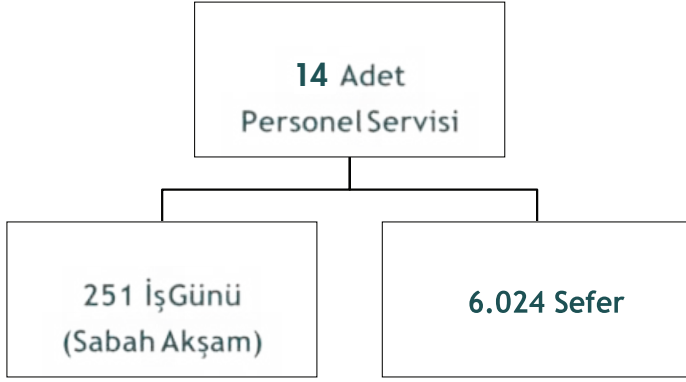 14 Adet
Personel Servisi
251 İşGünü
(Sabah Akşam)
6.024 Sefer